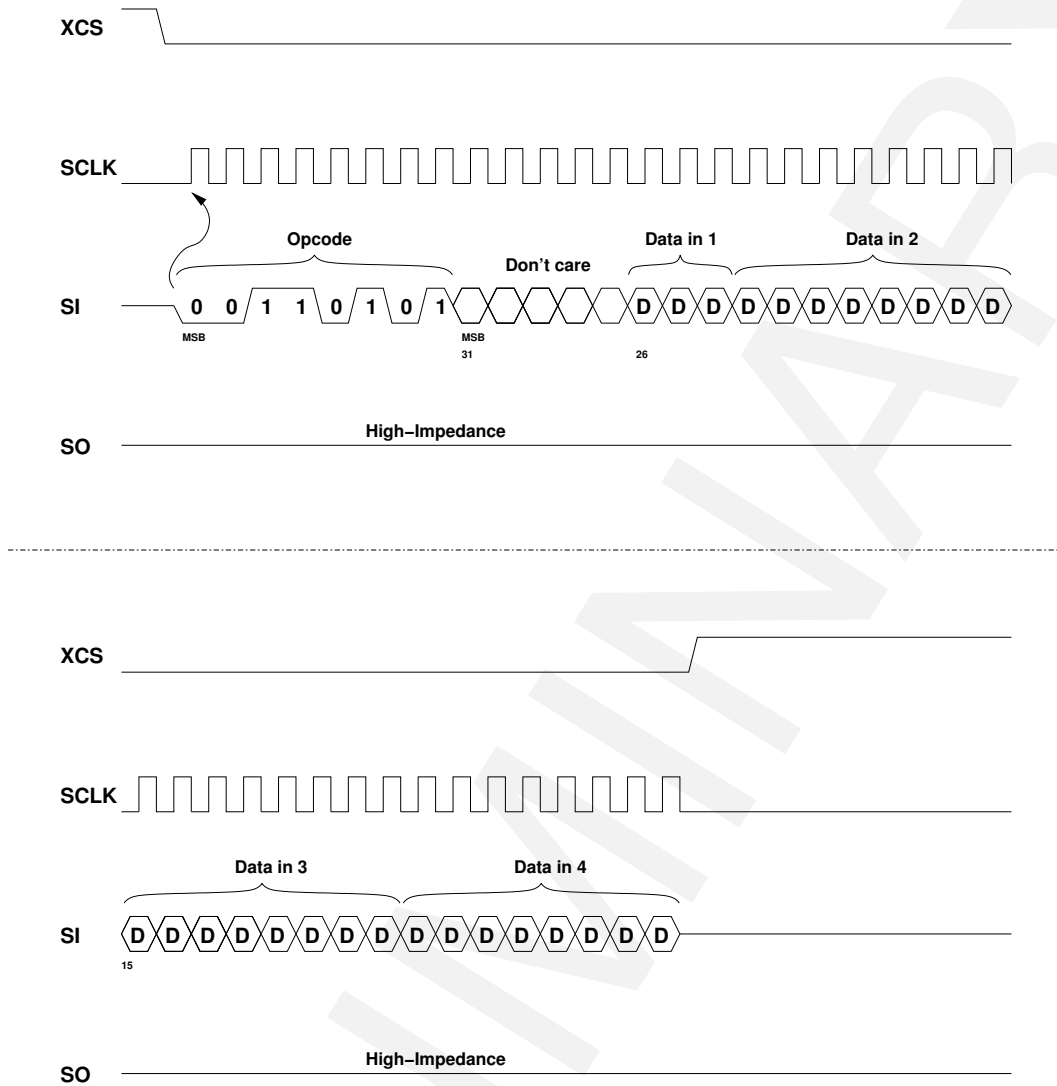 XCS
SCLK
Opcode
Don't care
Data in 1
Data in 2
SI
0 0 1 1 0 1 0 1 D D D D D D D D D D D
MSB
MSB
31
26
High−Impedance
SO
XCS
SCLK
Data in 3
Data in 4
SI
D D D D D D D D D D D D D D D D
15
High−Impedance
SO
MINARY